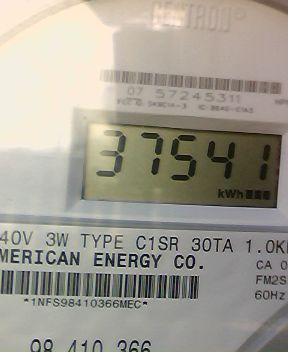 CENTRON®
07 57245311
37541
kWh
40V 3W TYPE C1SR 30TA 1.0K
MERICAN ENERGY CO.
CA 0
FM2S
60Hz
*1NFS98410366MEC*
98 410 366